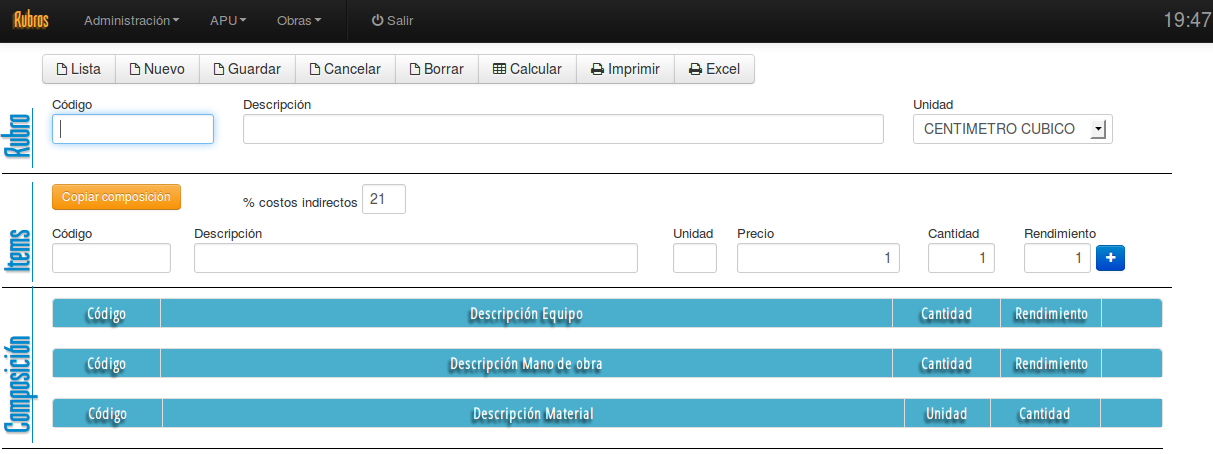 Rubros Administración APU Obras Salir 19:47
Lista Nuevo Guardar Cancelar Borrar Calcular Imprimir Excel
Rubro
Código Descripción Unidad
CENTIMETRO CUBICO
Items
Copiar composición % costos indirectos 21
Código Descripción Unidad Precio Cantidad Rendimiento
1 1 1 +
Composición
Código Descripción Equipo Cantidad Rendimiento
Código Descripción Mano de obra Cantidad Rendimiento
Código Descripción Material Unidad Cantidad